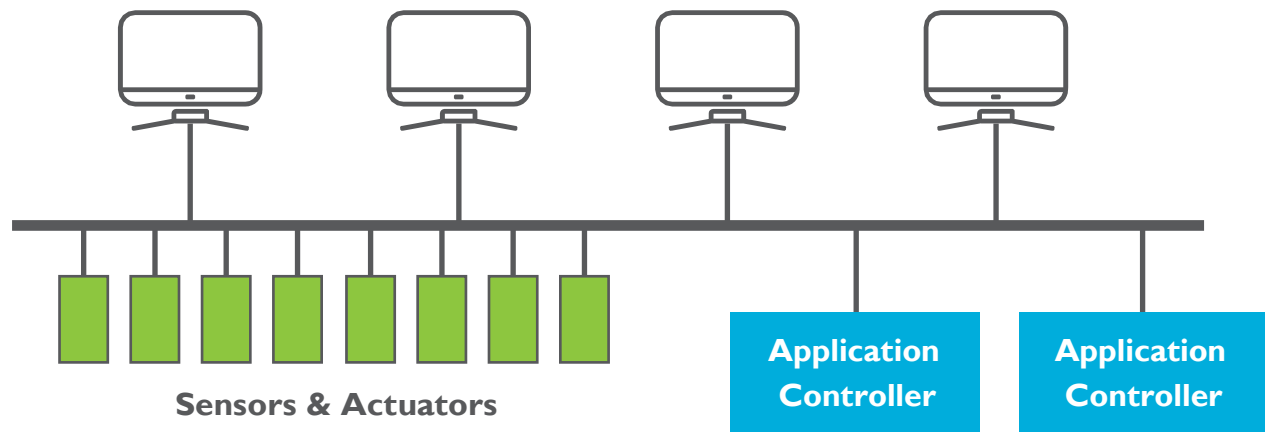 Application
Controller
Application
Controller
Sensors & Actuators